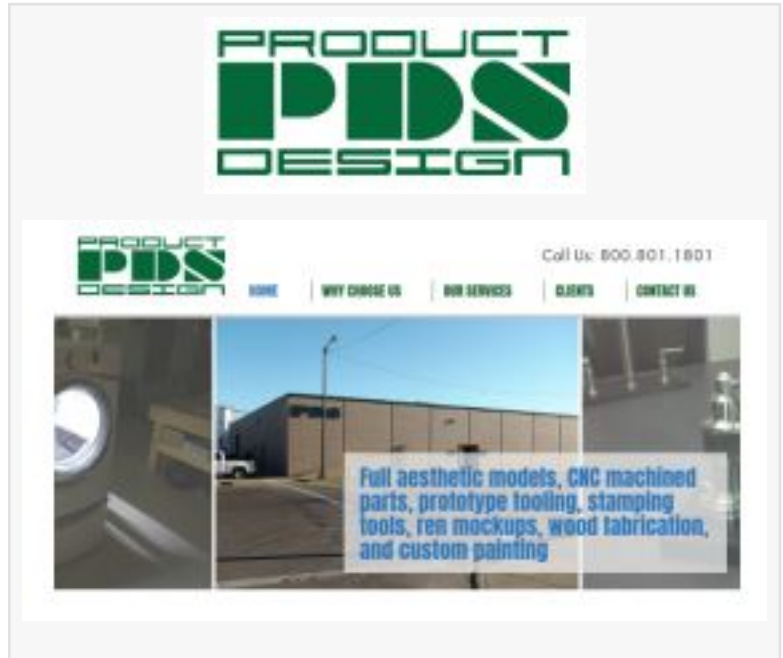 PRODUCT
PDS
DESIGN
PRODUCT
PDS
DESIGN
Call Us: 800.801.1801
HOME
WHY CHOOSE US
OUR SERVICES
CLIENTS
CONTACT US
PDS
Full aesthetic models, CNC machined
parts, prototype tooling, stamping
tools, ren mockups, wood fabrication,
and custom painting